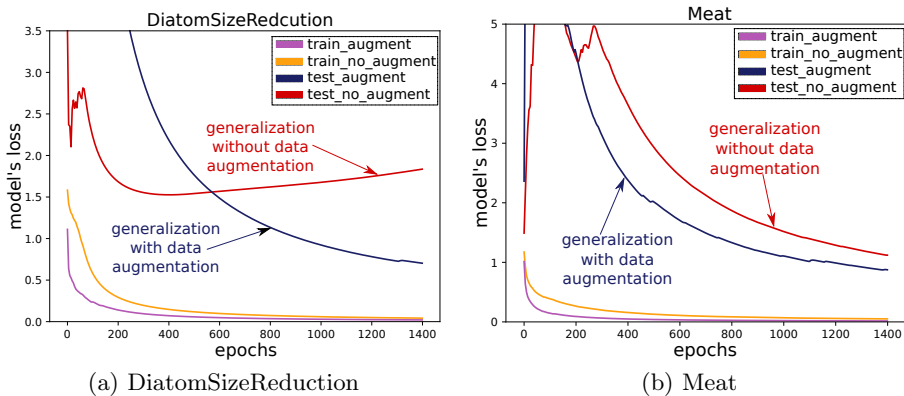 DiatomSizeRedcution
model's loss
3.5
3.0
2.5
2.0
1.5
1.0
0.5
0.0
train_augment
train_no_augment
test_augment
test_no_augment
generalization
without data
augmentation
generalization
with data
augmentation
0 200 400 600 800 1000 1200 1400
epochs
(a) DiatomSizeReduction
Meat
model's loss
5
4
3
2
1
0
train_augment
train_no_augment
test_augment
test_no_augment
generalization
without data
augmentation
generalization
with data
augmentation
0 200 400 600 800 1000 1200 1400
epochs
(b) Meat